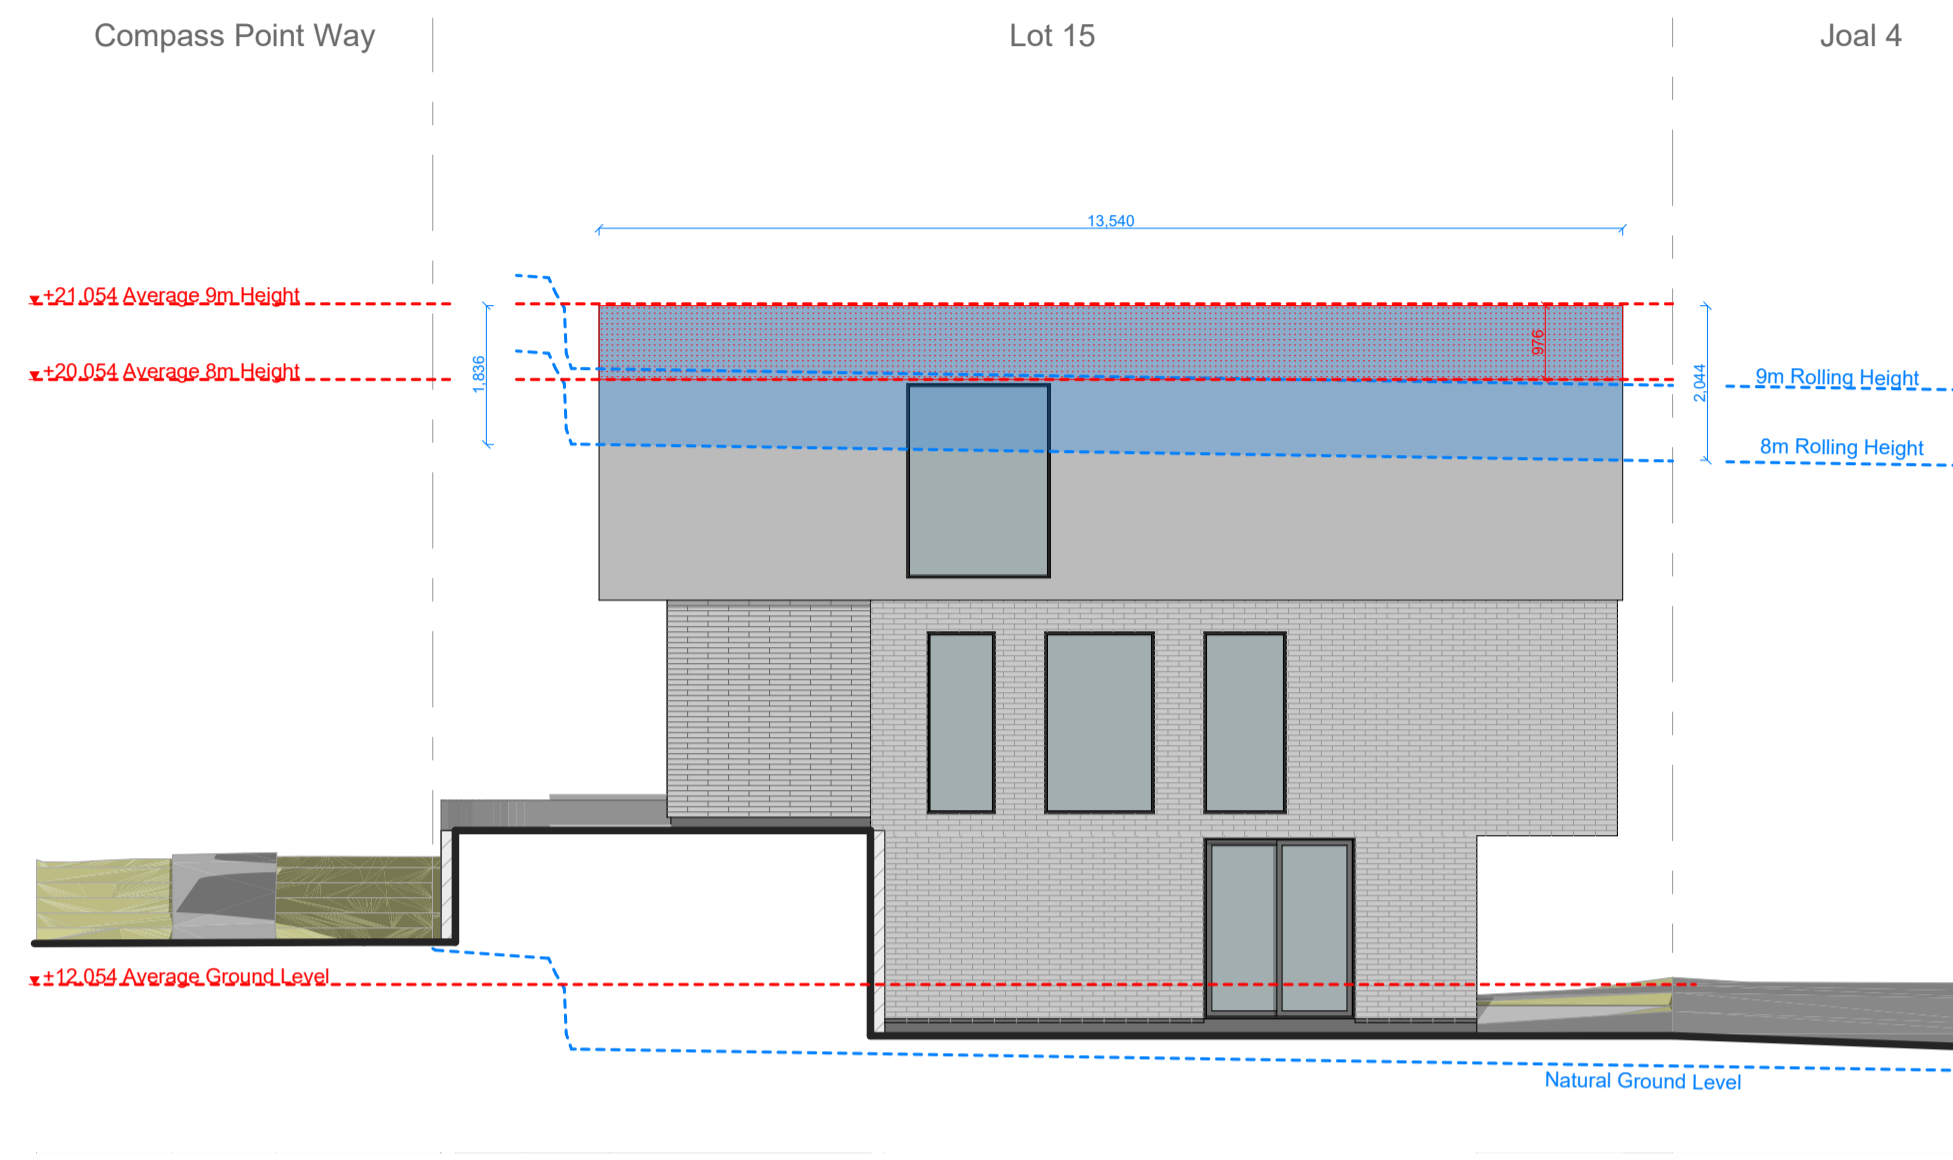 Compass Point Way
Lot 15
Joal 4
13,540
+21,054 Average 9m Height
976
1,836
+20,054 Average 8m Height
2,044
9m Rolling Height
8m Rolling Height
+12,054 Average Ground Level
Natural Ground Level